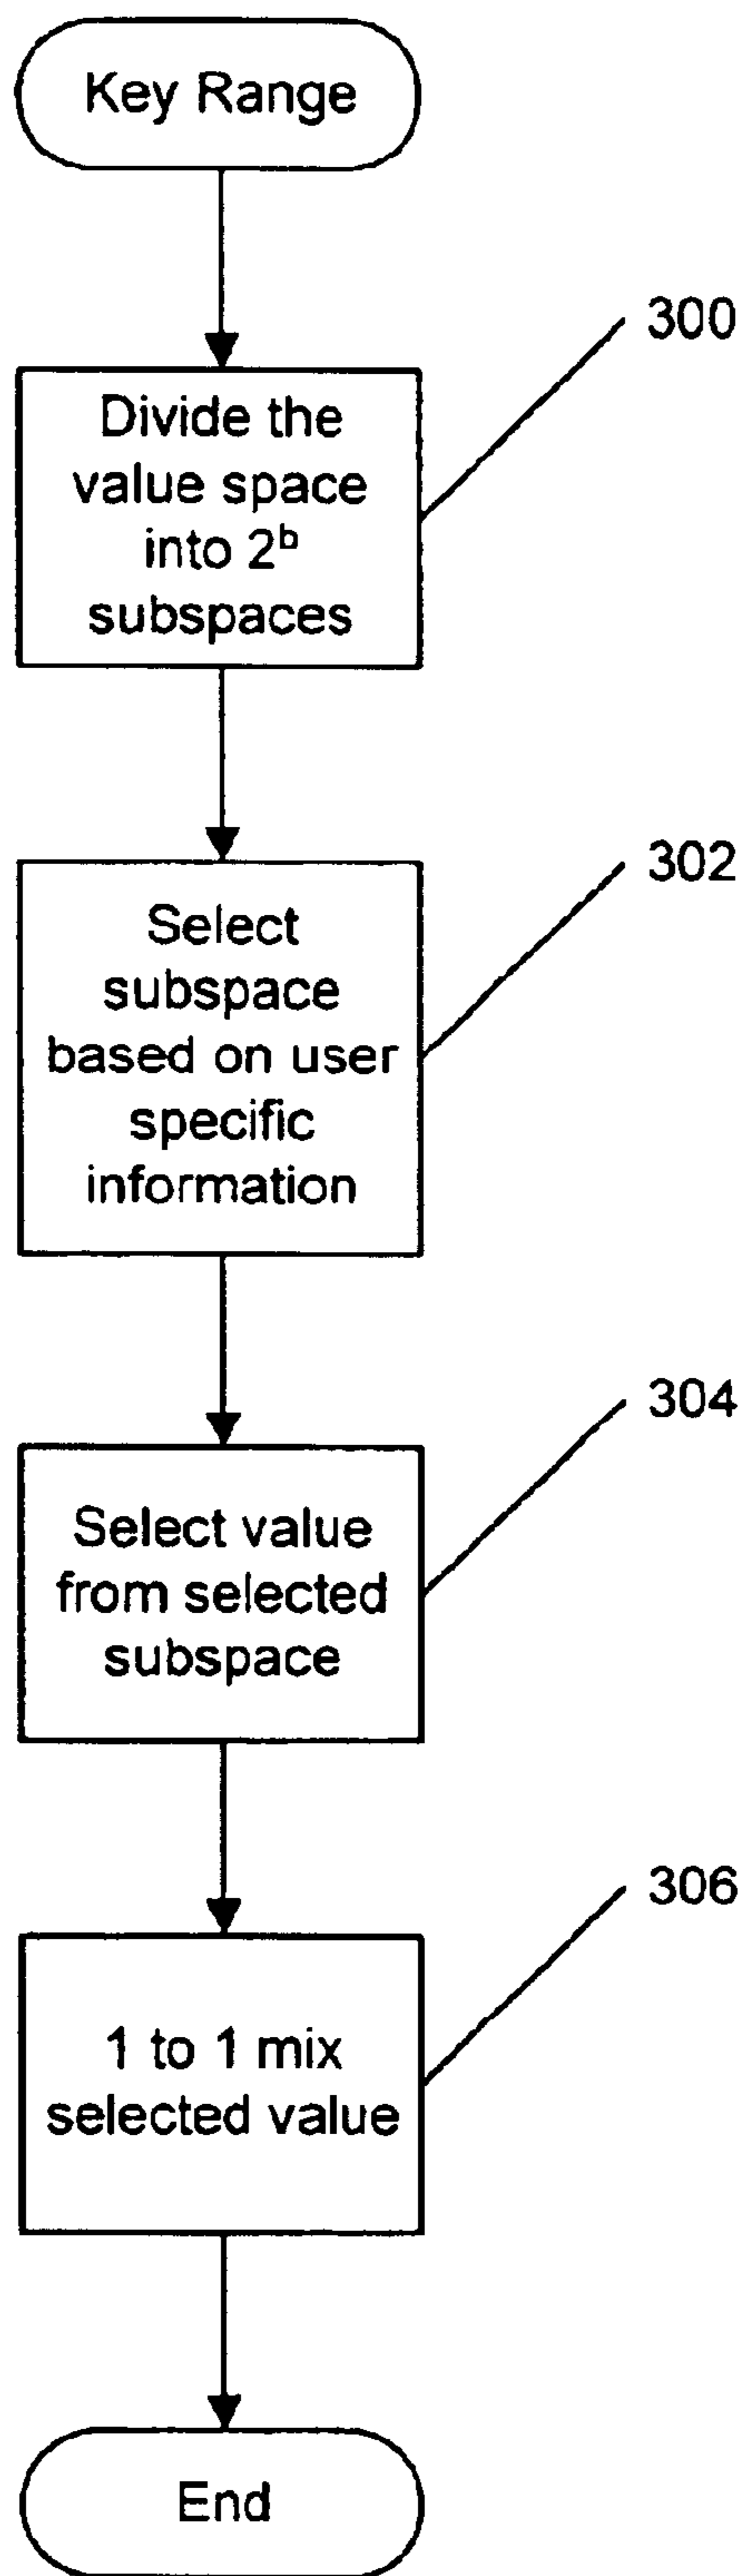 Key Range
300
Divide the
value space
into 2ᵇ
subspaces
302
Select
subspace
based on user
specific
information
304
Select value
from selected
subspace
306
1 to 1 mix
selected value
End